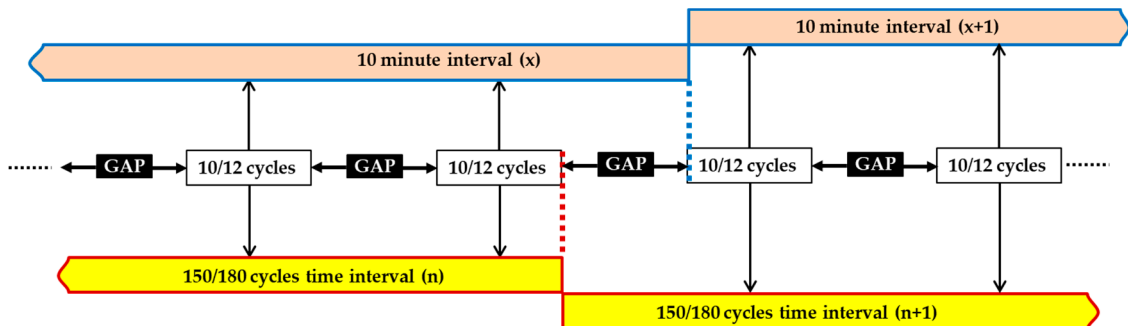 10 minute interval (x+1)
10 minute interval (x)
GAP
10/12 cycles
GAP
10/12 cycles
GAP
10/12 cycles
GAP
10/12 cycles
150/180 cycles time interval (n)
150/180 cycles time interval (n+1)